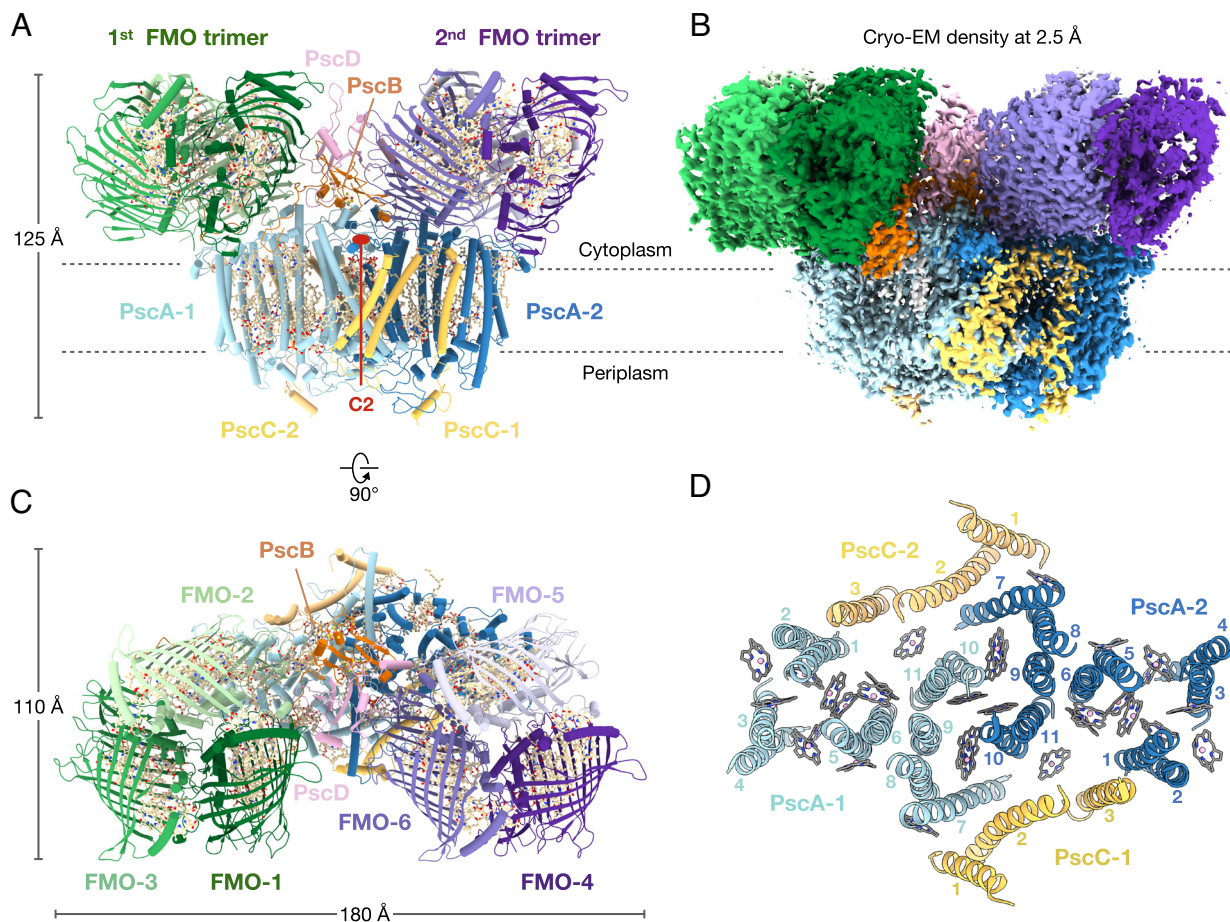 A
1st FMO trimer
2nd FMO trimer
PscD
PscB
125 Å
Cytoplasm
PscA-1
PscA-2
Periplasm
C2
PscC-2
PscC-1
90°
B
Cryo-EM density at 2.5 Å
C
PscB
FMO-2
FMO-5
110 Å
PscD
FMO-6
FMO-3
FMO-1
FMO-4
180 Å
D
1
PscC-2
2
3
7
PscA-2
2
1
10
8
5
4
11
9
6
3
3
6
9
4
5
10
11
1
8
2
PscA-1
7
3
2
PscC-1
1